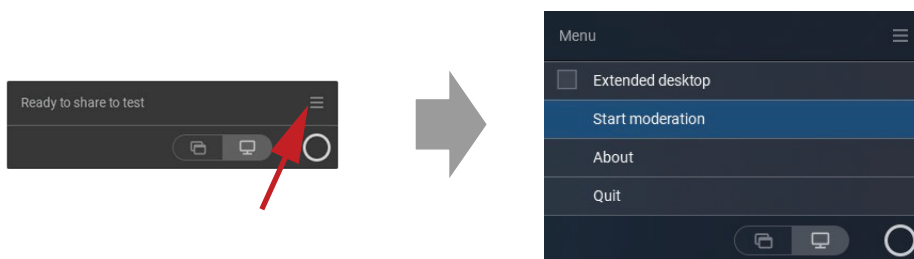 Ready to share to test
Menu
Extended desktop
Start moderation
About
Quit